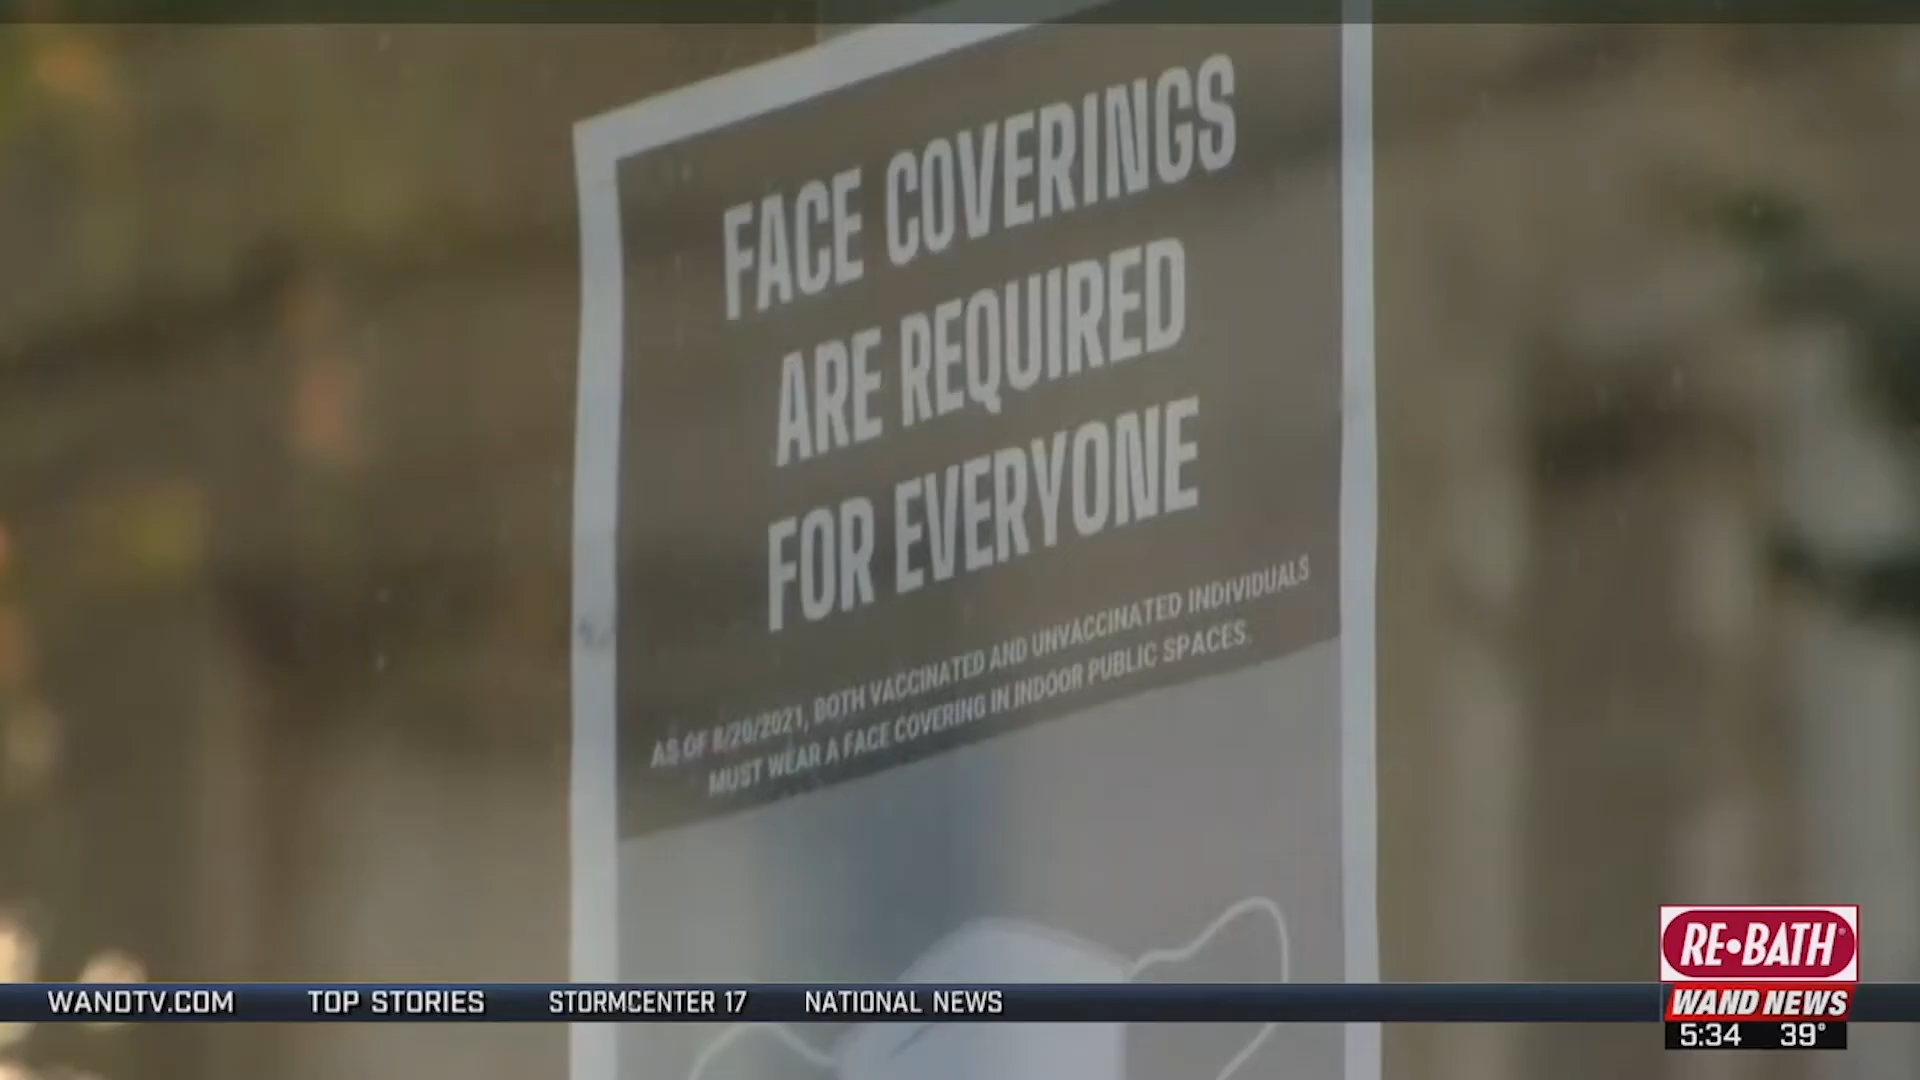 FACE COVERINGS
ARE REQUIRED
FOR EVERYONE
AS OF 8/20/2021, BOTH VACCINATED AND UNVACCINATED INDIVIDUALS
MUST WEAR A FACE COVERING IN INDOOR PUBLIC SPACES.
RE•BATH
WANDTV.COM TOP STORIES STORMCENTER 17 NATIONAL NEWS
WAND NEWS
5:34 39°